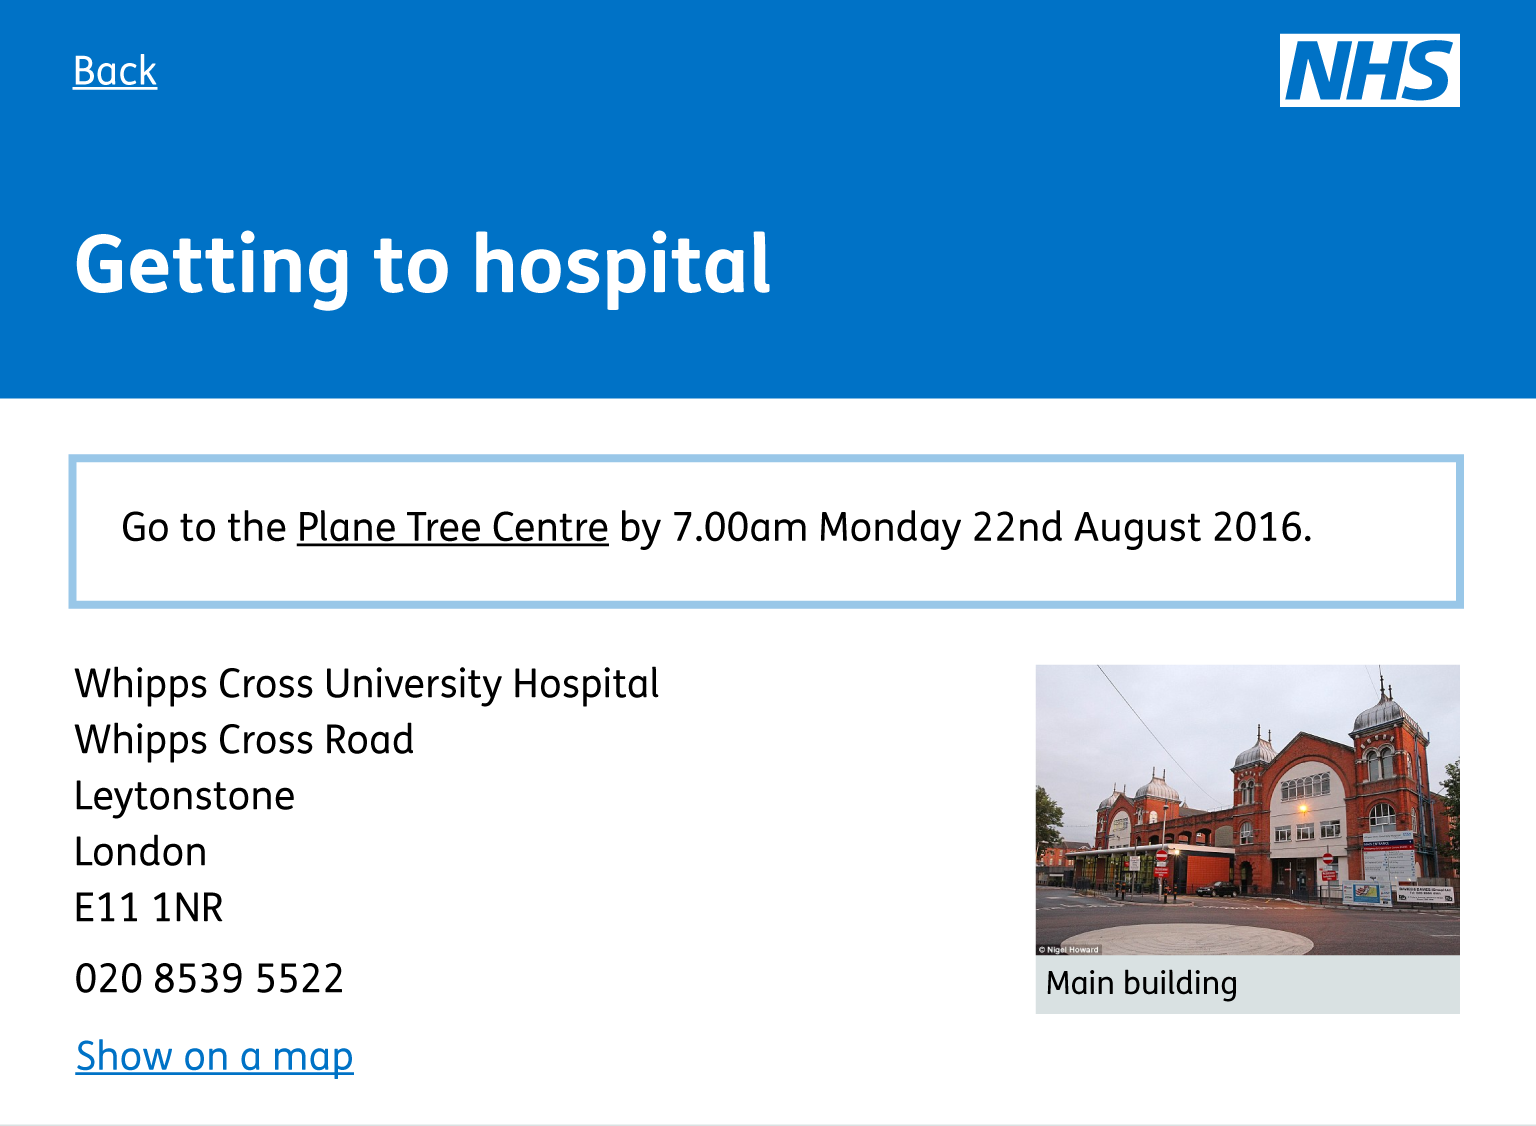 Back
NHS
Getting to hospital
Go to the Plane Tree Centre by 7.00am Monday 22nd August 2016.
Whipps Cross University Hospital
Whipps Cross Road
Leytonstone
London
E11 1NR
020 8539 5522
Show on a map
© Nigel Howard
Main building